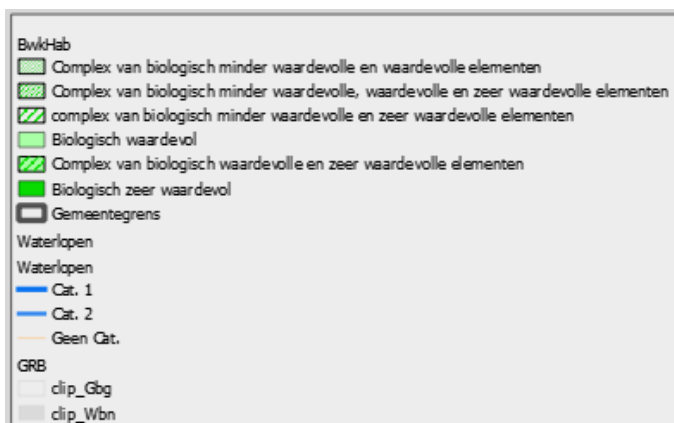 BwkHab
Complex van biologisch minder waardevolle en waardevolle elementen
Complex van biologisch minder waardevolle, waardevolle en zeer waardevolle elementen
complex van biologisch minder waardevolle en zeer waardevolle elementen
Biologisch waardevol
Complex van biologisch waardevolle en zeer waardevolle elementen
Biologisch zeer waardevol
Gemeentegrens
Waterlopen
Waterlopen
Cat. 1
Cat. 2
Geen Cat.
GRB
clip_Gbg
clip_Wbn